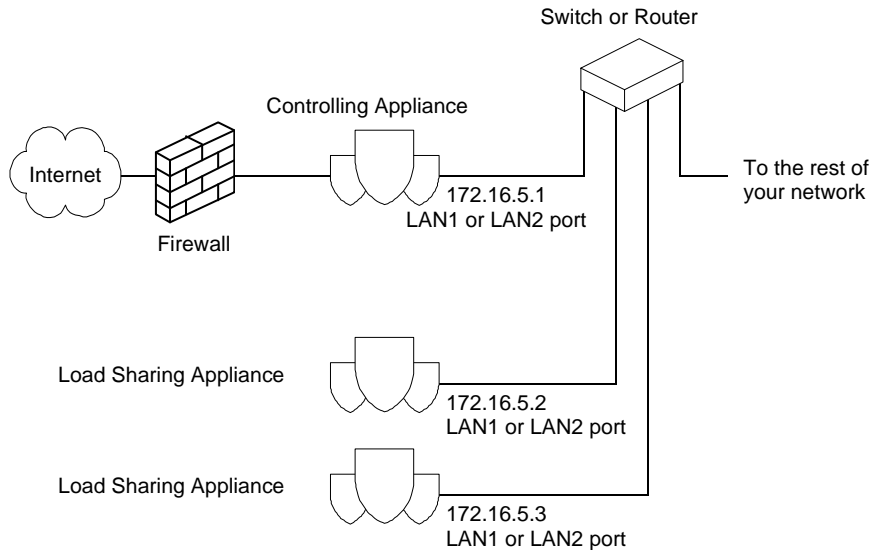 Switch or Router
Controlling Appliance
Internet
Firewall
172.16.5.1
LAN1 or LAN2 port
To the rest of
your network
Load Sharing Appliance
172.16.5.2
LAN1 or LAN2 port
Load Sharing Appliance
172.16.5.3
LAN1 or LAN2 port